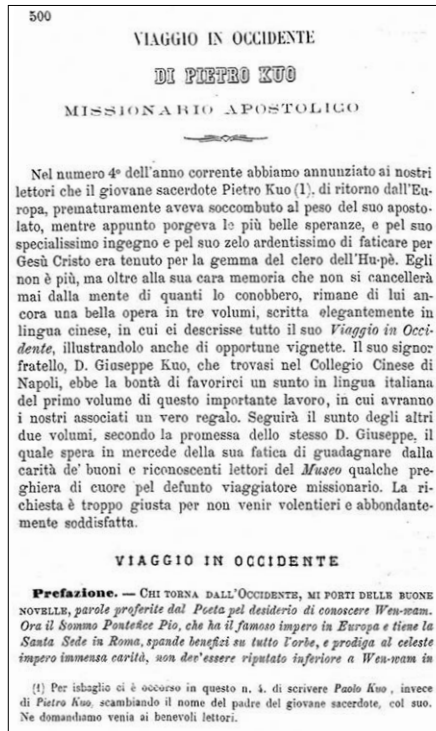 500
VIAGGIO IN OCCIDENTE
DI PIETRO KUO
MISSIONARIO APOSTOLICO
Nel numero 4º dell'anno corrente abbiamo annunziato ai nostri
lettori che il giovane sacerdote Pietro Kuo (1), di ritorno dall'Eu-
ropa, prematuramente aveva soccombuto al peso del suo aposto-
lato, mentre appunto porgeva le più belle speranze, e pel suo
specialissimo ingegno e pel suo zelo ardentissimo di faticare per
Gesù Cristo era tenuto per la gemma del clero dell'Hu-pè. Egli
non è più, ma oltre alla sua cara memoria che non si cancellerà
mai dalla mente di quanti lo conobbero, rimane di lui an-
cora una bella opera in tre volumi, scritta elegantemente in
lingua cinese, in cui ei descrisse tutto il suo Viaggio in Occi-
dente, illustrandolo anche di opportune vignette. Il suo signor
fratello, D. Giuseppe Kuo, che trovasi nel Collegio Cinese di
Napoli, ebbe la bontà di favorirci un sunto in lingua italiana
del primo volume di questo importante lavoro, in cui avranno
i nostri associati un vero regalo. Seguirà il sunto degli altri
due volumi, secondo la promessa dello stesso D. Giuseppe, il
quale spera in mercede della sua fatica di guadagnare dalla
carità de' buoni e riconoscenti lettori del Museo qualche pre-
ghiera di cuore pel defunto viaggiatore missionario. La ri-
chiesta è troppo giusta per non venir volentieri e abbondante-
mente soddisfatta.
VIAGGIO IN OCCIDENTE
Prefazione. — CHI TORNA DALL'OCCIDENTE, MI PORTI DELLE BUONE
NOVELLE, parole proferite dal Poeta pel desiderio di conoscere Wen-wam.
Ora il Sommo Pontefice Pio, che ha il famoso impero in Europa e tiene la
Santa Sede in Roma, spande benefizi su tutto l'orbe, e prodiga al celeste
impero immensa carità, non dev'essere riputato inferiore a Wen-wam in
(1) Per isbaglio ci è occorso in questo n. 4. di scrivere Paolo Kuo, invece
di Pietro Kuo, scambiando il nome del padre del giovane sacerdote, col suo.
Ne domandiamo venia ai benevoli lettori.